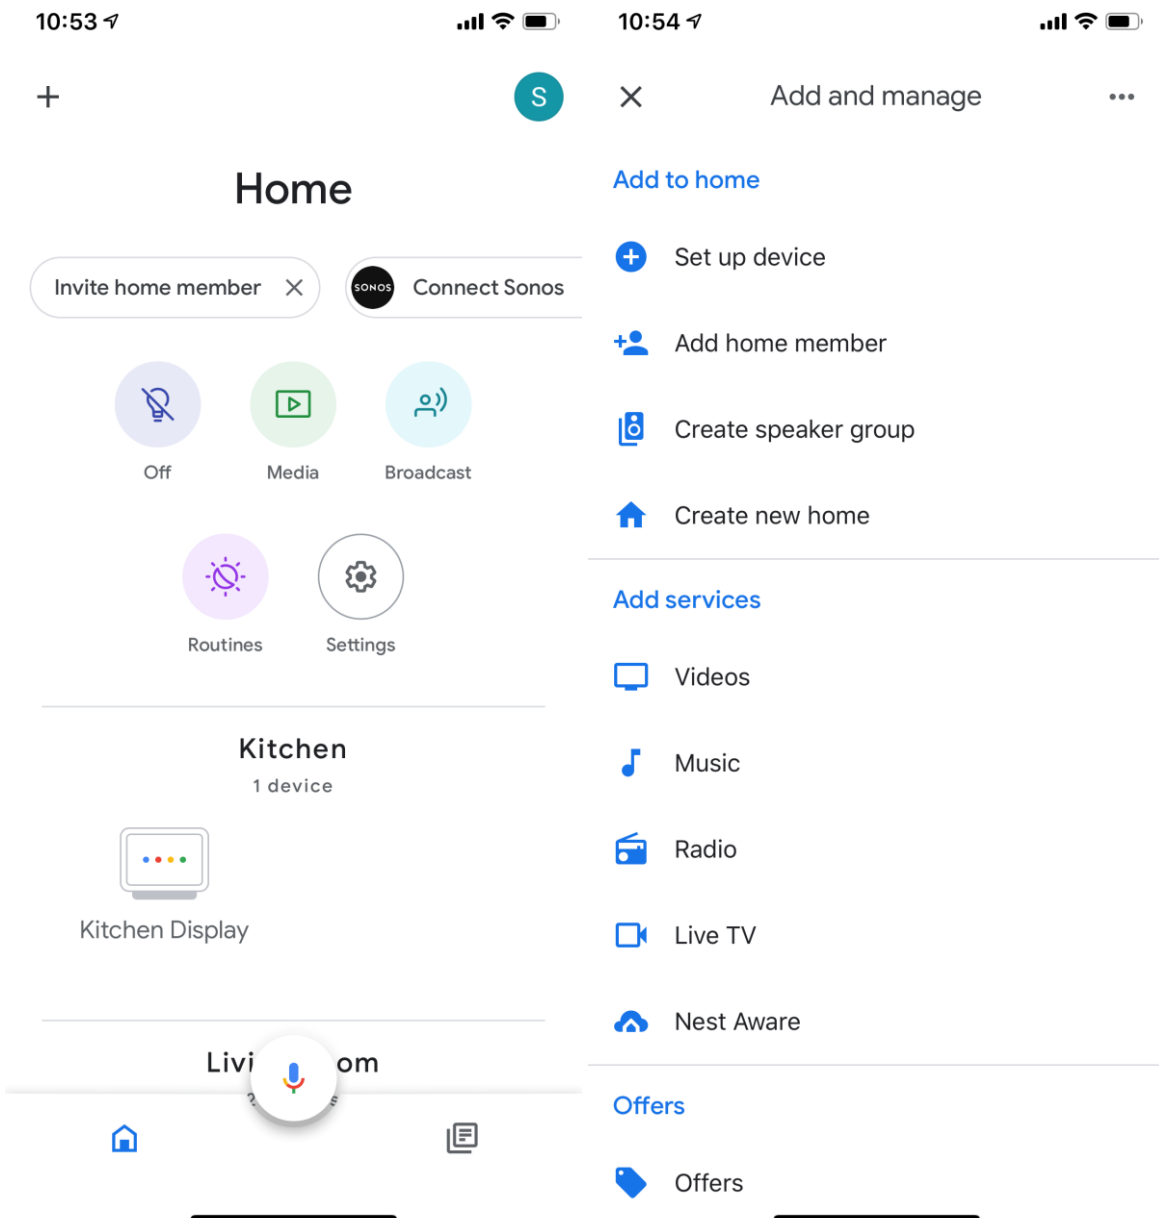 10:53
S
Home
Invite home member
SONOS
Connect Sonos
Off
Media
Broadcast
Routines
Settings
Kitchen
1 device
Kitchen Display
10:54
Add and manage
Add to home
Set up device
Add home member
Create speaker group
Create new home
Add services
Videos
Music
Radio
Live TV
Nest Aware
Offers
Offers